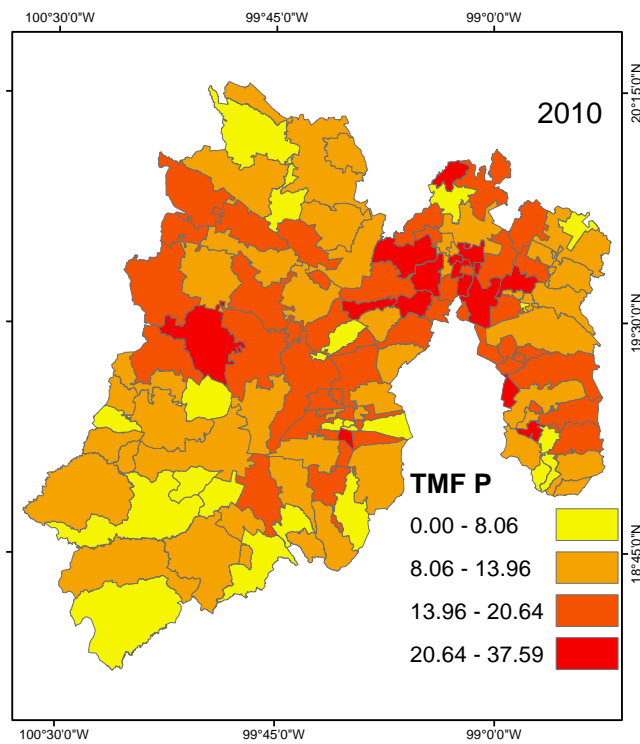 100°30'0"W 99°45'0"W 99°0'0"W
20°15'0"N
2010
19°30'0"N
TMF P
0.00 - 8.06
18°45'0"N
8.06 - 13.96
13.96 - 20.64
20.64 - 37.59
100°30'0"W 99°45'0"W 99°0'0"W